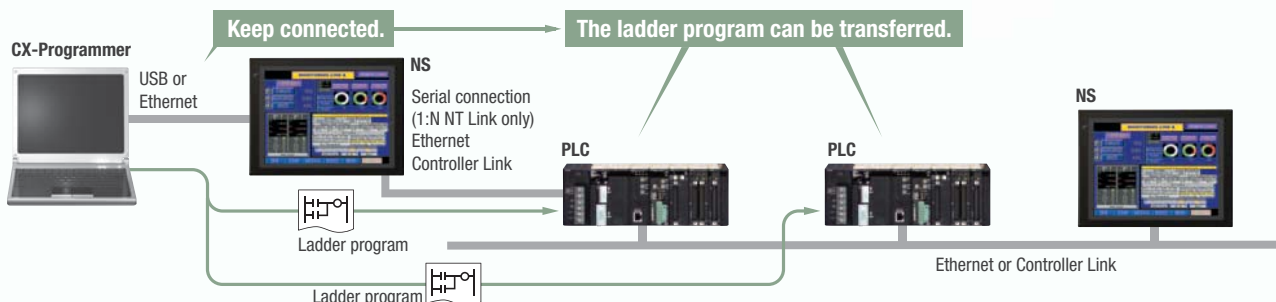 Keep connected.
The ladder program can be transferred.
CX-Programmer
USB or
Ethernet
NS
Serial connection
(1:N NT Link only)
Ethernet
Controller Link
PLC
PLC
NS
Ladder program
Ethernet or Controller Link
Ladder program